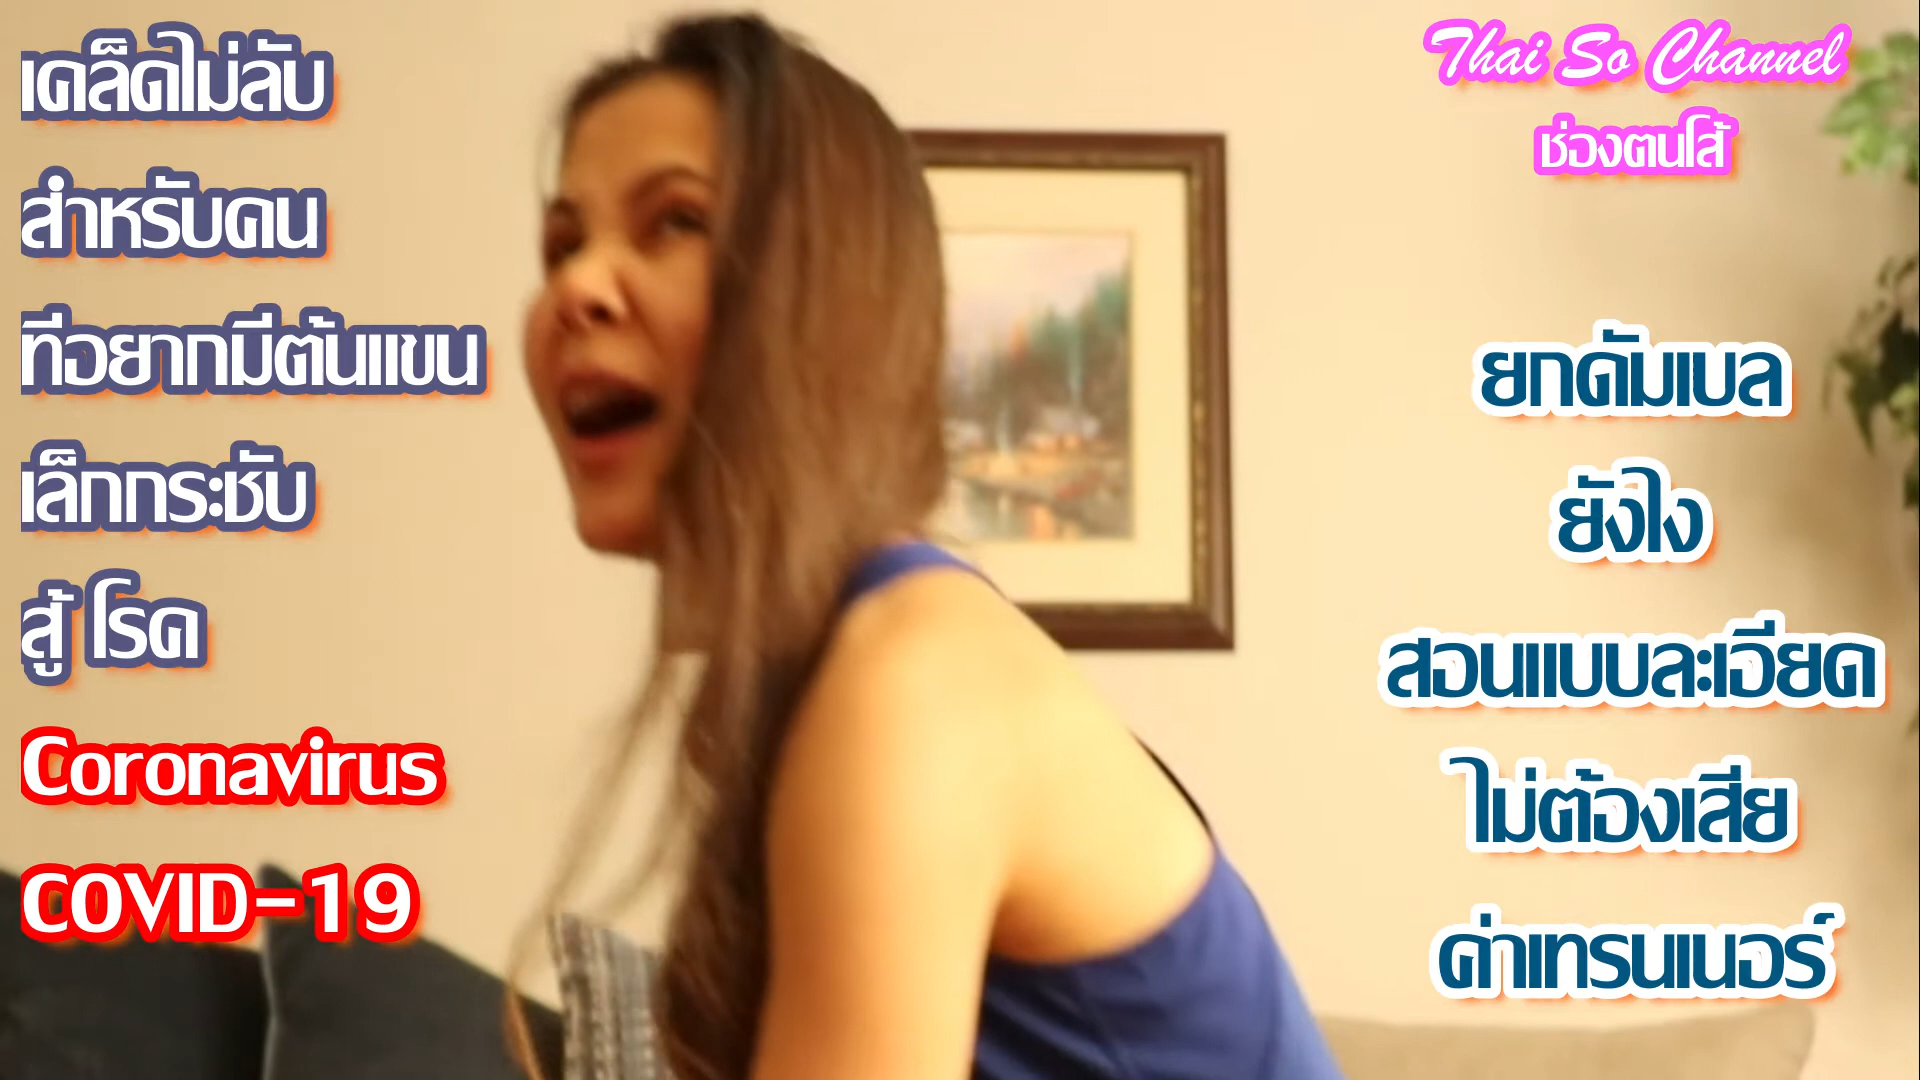 เคล็ดไม่ลับ
สำหรับคน
ที่อยากมีต้นแขน
เล็กกระชับ
สู้ โรค
Coronavirus
COVID-19
Thai So Channel
ช่องตนโส้
ยกดัมเบล
ยังไง
สอนแบบละเอียด
ไม่ต้องเสีย
ค่าเทรนเนอร์